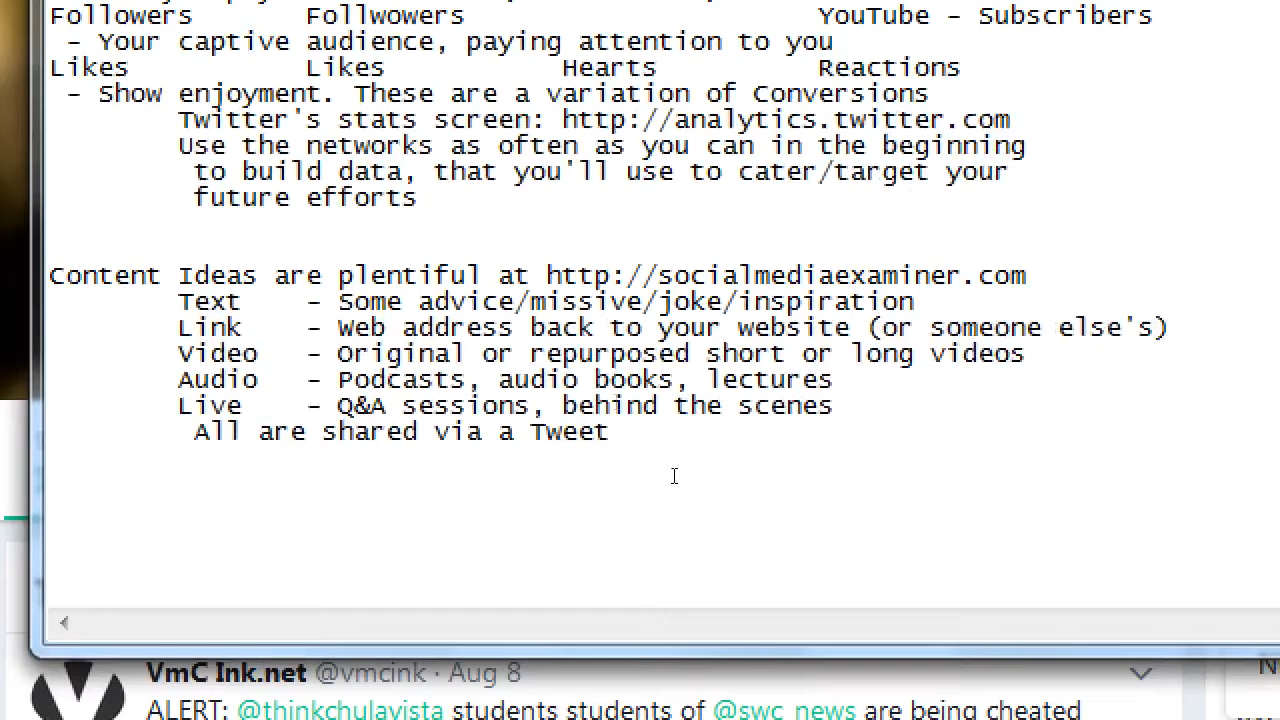 Followers Follwowers YouTube - Subscribers
- Your captive audience, paying attention to you
Likes Likes Hearts Reactions
- Show enjoyment. These are a variation of Conversions
Twitter's stats screen: http://analytics.twitter.com
Use the networks as often as you can in the beginning
to build data, that you'll use to cater/target your
future efforts
Content Ideas are plentiful at http://socialmediaexaminer.com
Text - Some advice/missive/joke/inspiration
Link - Web address back to your website (or someone else's)
Video - Original or repurposed short or long videos
Audio - Podcasts, audio books, lectures
Live - Q&A sessions, behind the scenes
All are shared via a Tweet
VmC Ink.net @vmcink · Aug 8
ALERT: @thinkchulavista students students of @swc_news are being cheated